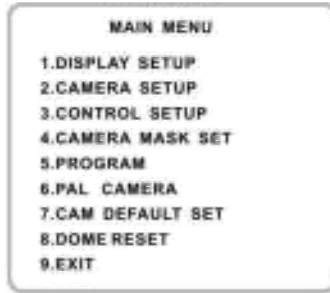 MAIN MENU
1.DISPLAY SETUP
2.CAMERA SETUP
3.CONTROL SETUP
4.CAMERA MASK SET
5.PROGRAM
6.PAL CAMERA
7.CAM DEFAULT SET
8.DOME RESET
9.EXIT